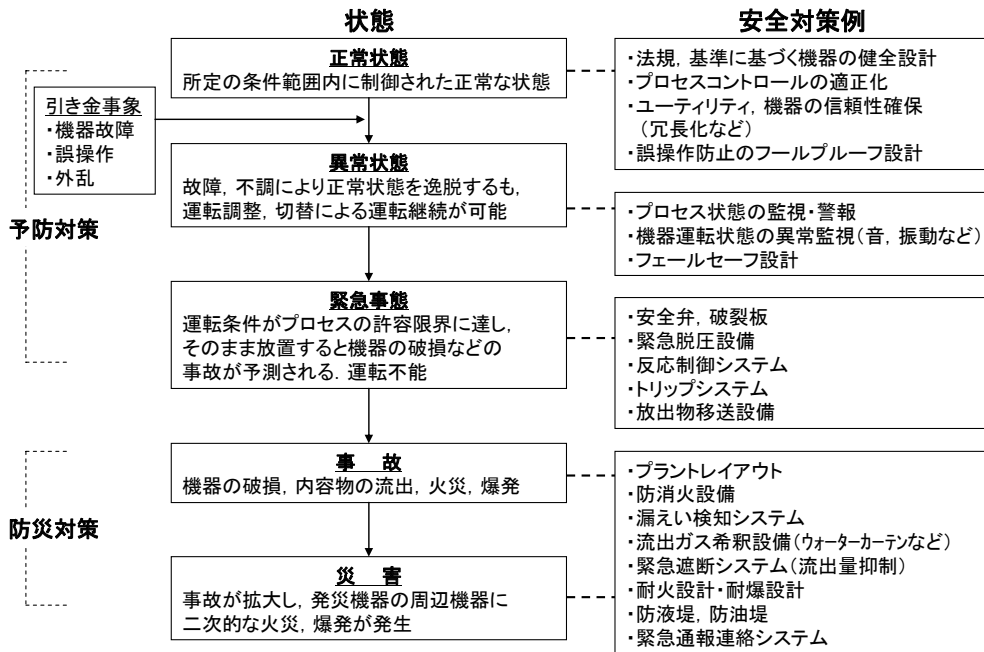 状態
安全対策例
正常状態
所定の条件範囲内に制御された正常な状態
・法規，基準に基づく機器の健全設計
・プロセスコントロールの適正化
・ユーティリティ，機器の信頼性確保
（冗長化など）
・誤操作防止のフールプルーフ設計
引き金事象
・機器故障
・誤操作
・外乱
異常状態
故障，不調により正常状態を逸脱するも，
運転調整，切替による運転継続が可能
・プロセス状態の監視・警報
・機器運転状態の異常監視（音，振動など）
・フェールセーフ設計
予防対策
緊急事態
運転条件がプロセスの許容限界に達し，
そのまま放置すると機器の破損などの
事故が予測される．運転不能
・安全弁，破裂板
・緊急脱圧設備
・反応制御システム
・トリップシステム
・放出物移送設備
事　故
機器の破損，内容物の流出，火災，爆発
防災対策
災　害
事故が拡大し，発災機器の周辺機器に
二次的な火災，爆発が発生
・プラントレイアウト
・防消火設備
・漏えい検知システム
・流出ガス希釈設備（ウォーターカーテンなど）
・緊急遮断システム（流出量抑制）
・耐火設計・耐爆設計
・防液堤，防油堤
・緊急通報連絡システム